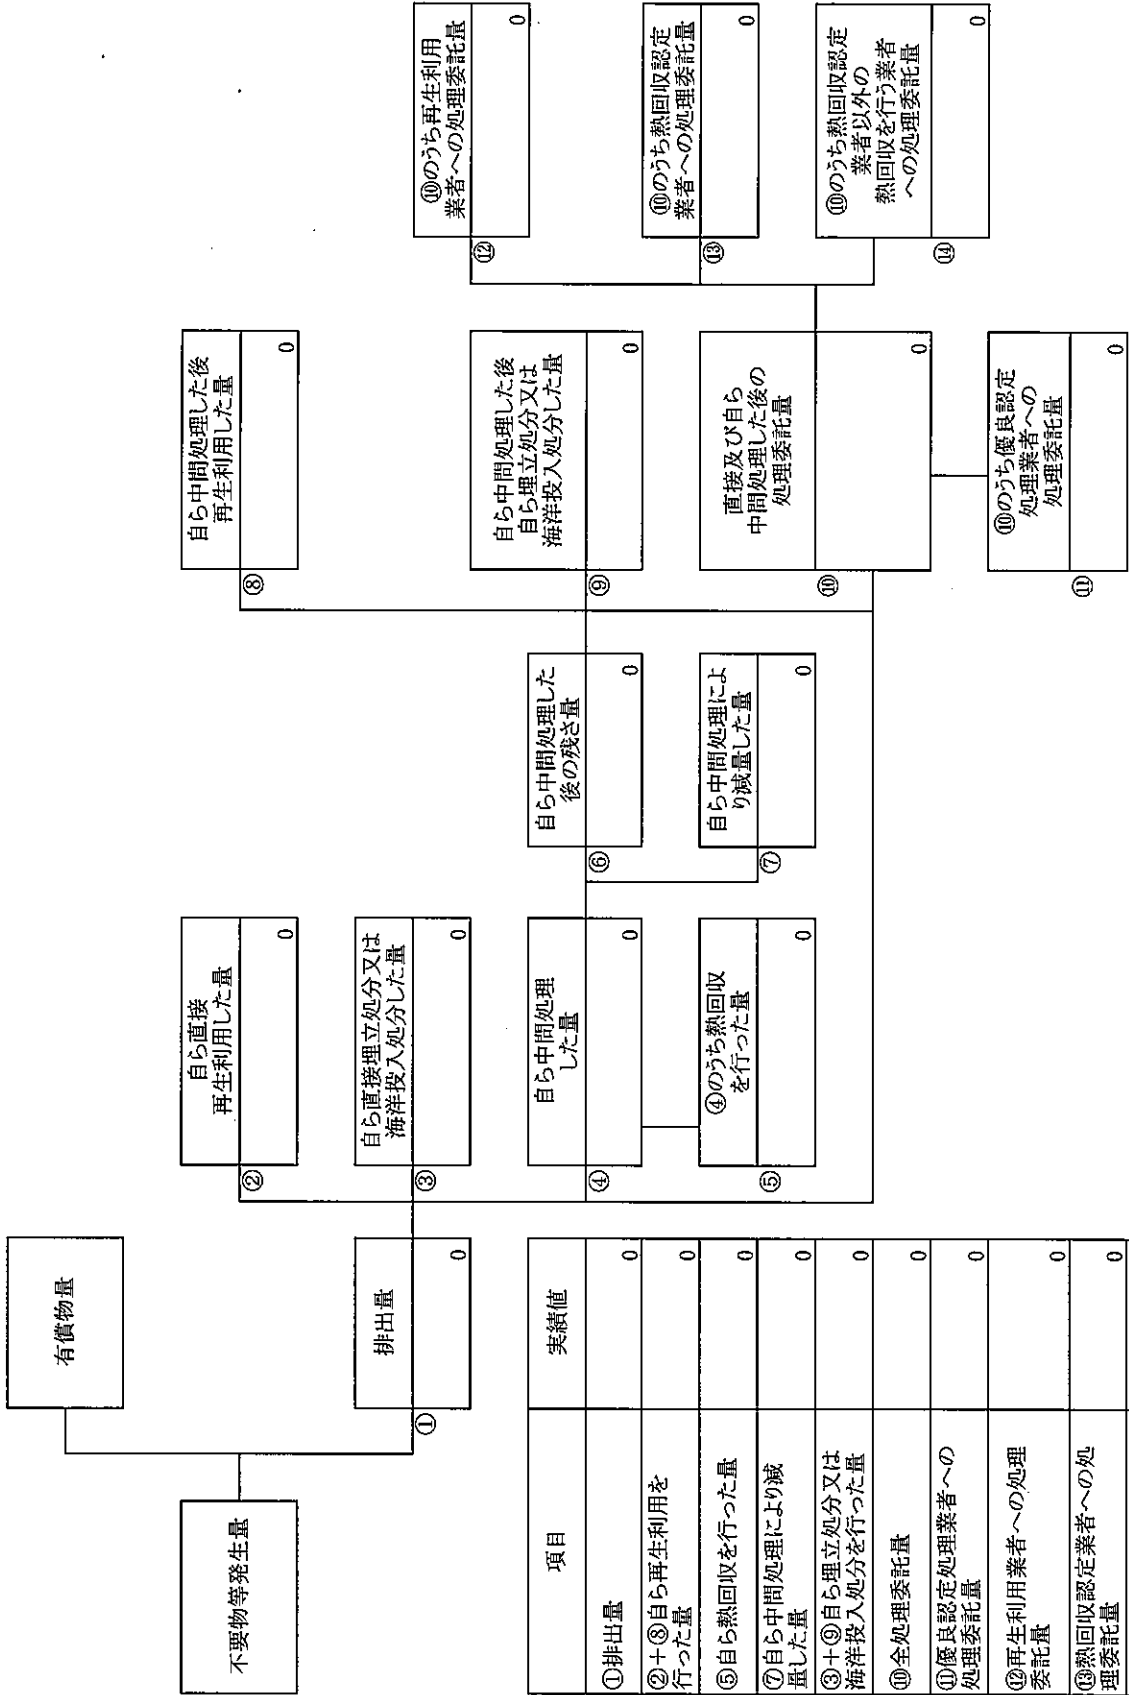 不要物等発生量
有償物量
①
排出量
0
②
自ら直接
再生利用した量
0
③
自ら直接埋立処分又は
海洋投入処分した量
0
④
自ら中間処理
した量
0
⑤
④のうち熱回収
を行った量
0
⑥
自ら中間処理した
後の残さ量
0
⑦
自ら中間処理によ
り減量した量
0
⑧
自ら中間処理した後
再生利用した量
0
⑨
自ら中間処理した後
自ら埋立処分又は
海洋投入処分した量
0
⑩
直接及び自ら
中間処理した後の
処理委託量
0
⑪
⑩のうち優良認定
処理業者への
処理委託量
0
⑫
⑩のうち再生利用
業者への処理委託量
0
⑬
⑩のうち熱回収認定
業者への処理委託量
0
⑭
⑩のうち熱回収認定
業者以外の
熱回収を行う業者
への処理委託量
0
項目 実績値
①排出量 0
②+⑧自ら再生利用を
行った量 0
⑤自ら熱回収を行った量 0
⑦自ら中間処理により減
量した量 0
③+⑨自ら埋立処分又は
海洋投入処分を行った量 0
⑩全処理委託量 0
⑪優良認定処理業者への
処理委託量 0
⑫再生利用業者への処理
委託量 0
⑬熱回収認定業者への処
理委託量 0